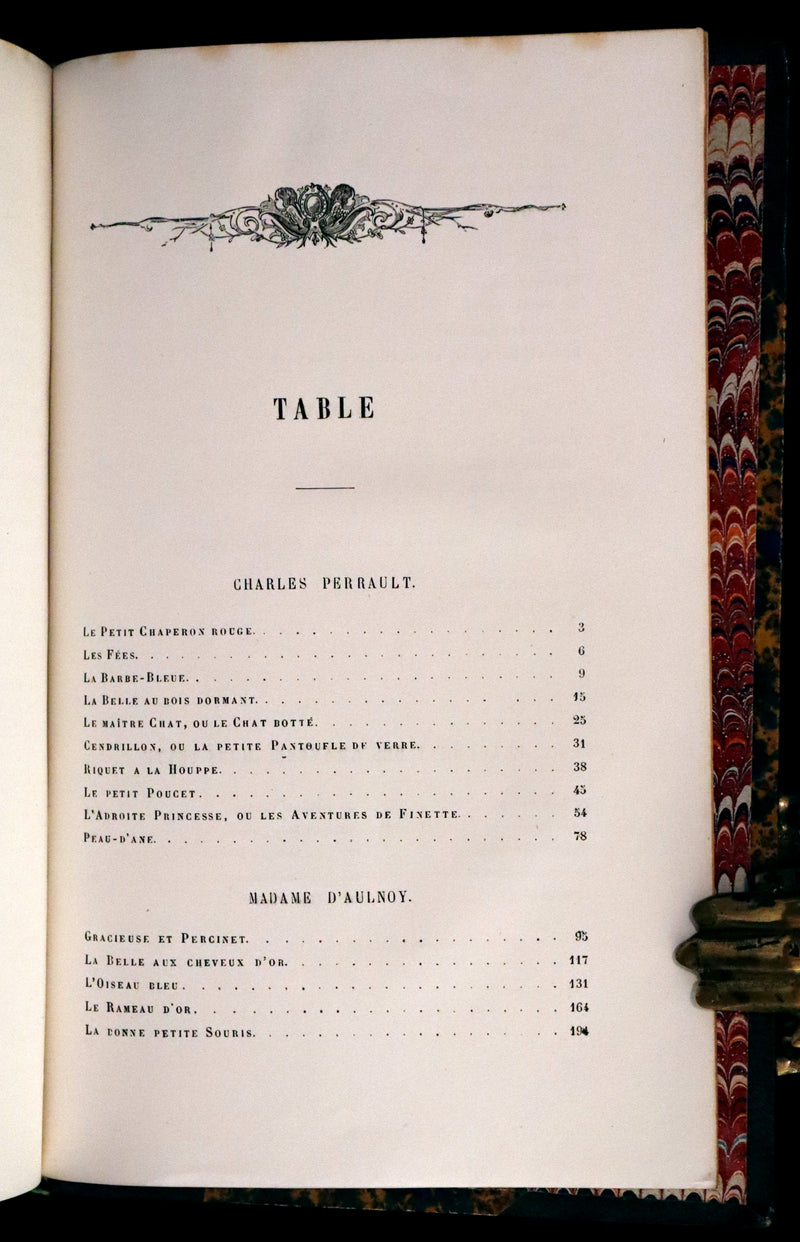 TABLE
CHARLES PERRAULT.
LE PETIT CHAPERON ROUGE. . . . . . . . . . . . . . . . 3
LES FÉES. . . . . . . . . . . . . . . . . . . . . . 6
LA BARBE-BLEUE. . . . . . . . . . . . . . . . . . . . 9
LA BELLE AU BOIS DORMANT. . . . . . . . . . . . . . . 15
LE MAÎTRE CHAT, OU LE CHAT BOTTÉ. . . . . . . . . . . . . 25
CENDRILLON, OU LA PETITE PANTOUFLE DE VERRE. . . . . . . . 31
RIQUET A LA HOUPPE. . . . . . . . . . . . . . . . . . 38
LE PETIT POUCET. . . . . . . . . . . . . . . . . . . 45
L'ADROITE PRINCESSE, OU LES AVENTURES DE FINETTE. . . . . . 54
PEAU-D'ANE. . . . . . . . . . . . . . . . . . . . . 78
MADAME D'AULNOY.
GRACIEUSE ET PERCINET. . . . . . . . . . . . . . . . . 95
LA BELLE AUX CHEVEUX D'OR. . . . . . . . . . . . . . . 117
L'OISEAU BLEU. . . . . . . . . . . . . . . . . . . . 131
LE RAMEAU D'OR. . . . . . . . . . . . . . . . . . . 164
LA BONNE PETITE SOURIS. . . . . . . . . . . . . . . . 194